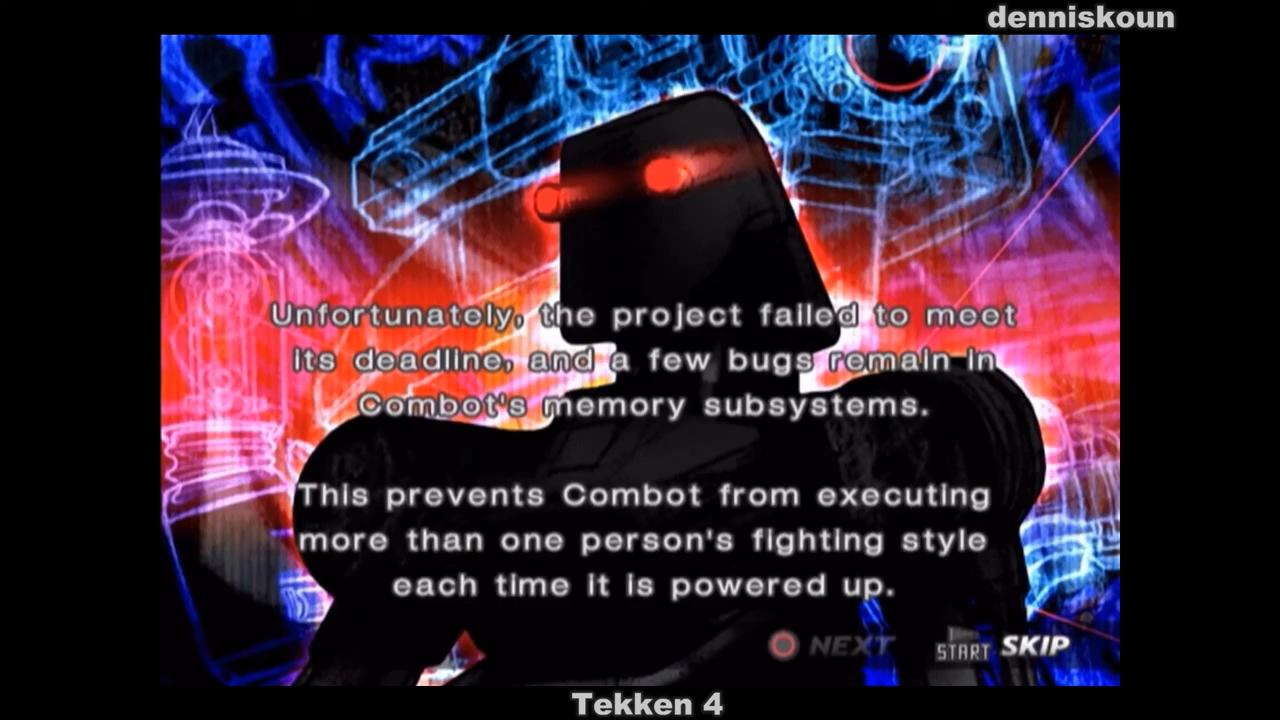 denniskoun
Unfortunately, the project failed to meet
its deadline, and a few bugs remain in
Combot's memory subsystems.
This prevents Combot from executing
more than one person's fighting style
each time it is powered up.
NEXT START SKIP
Tekken 4